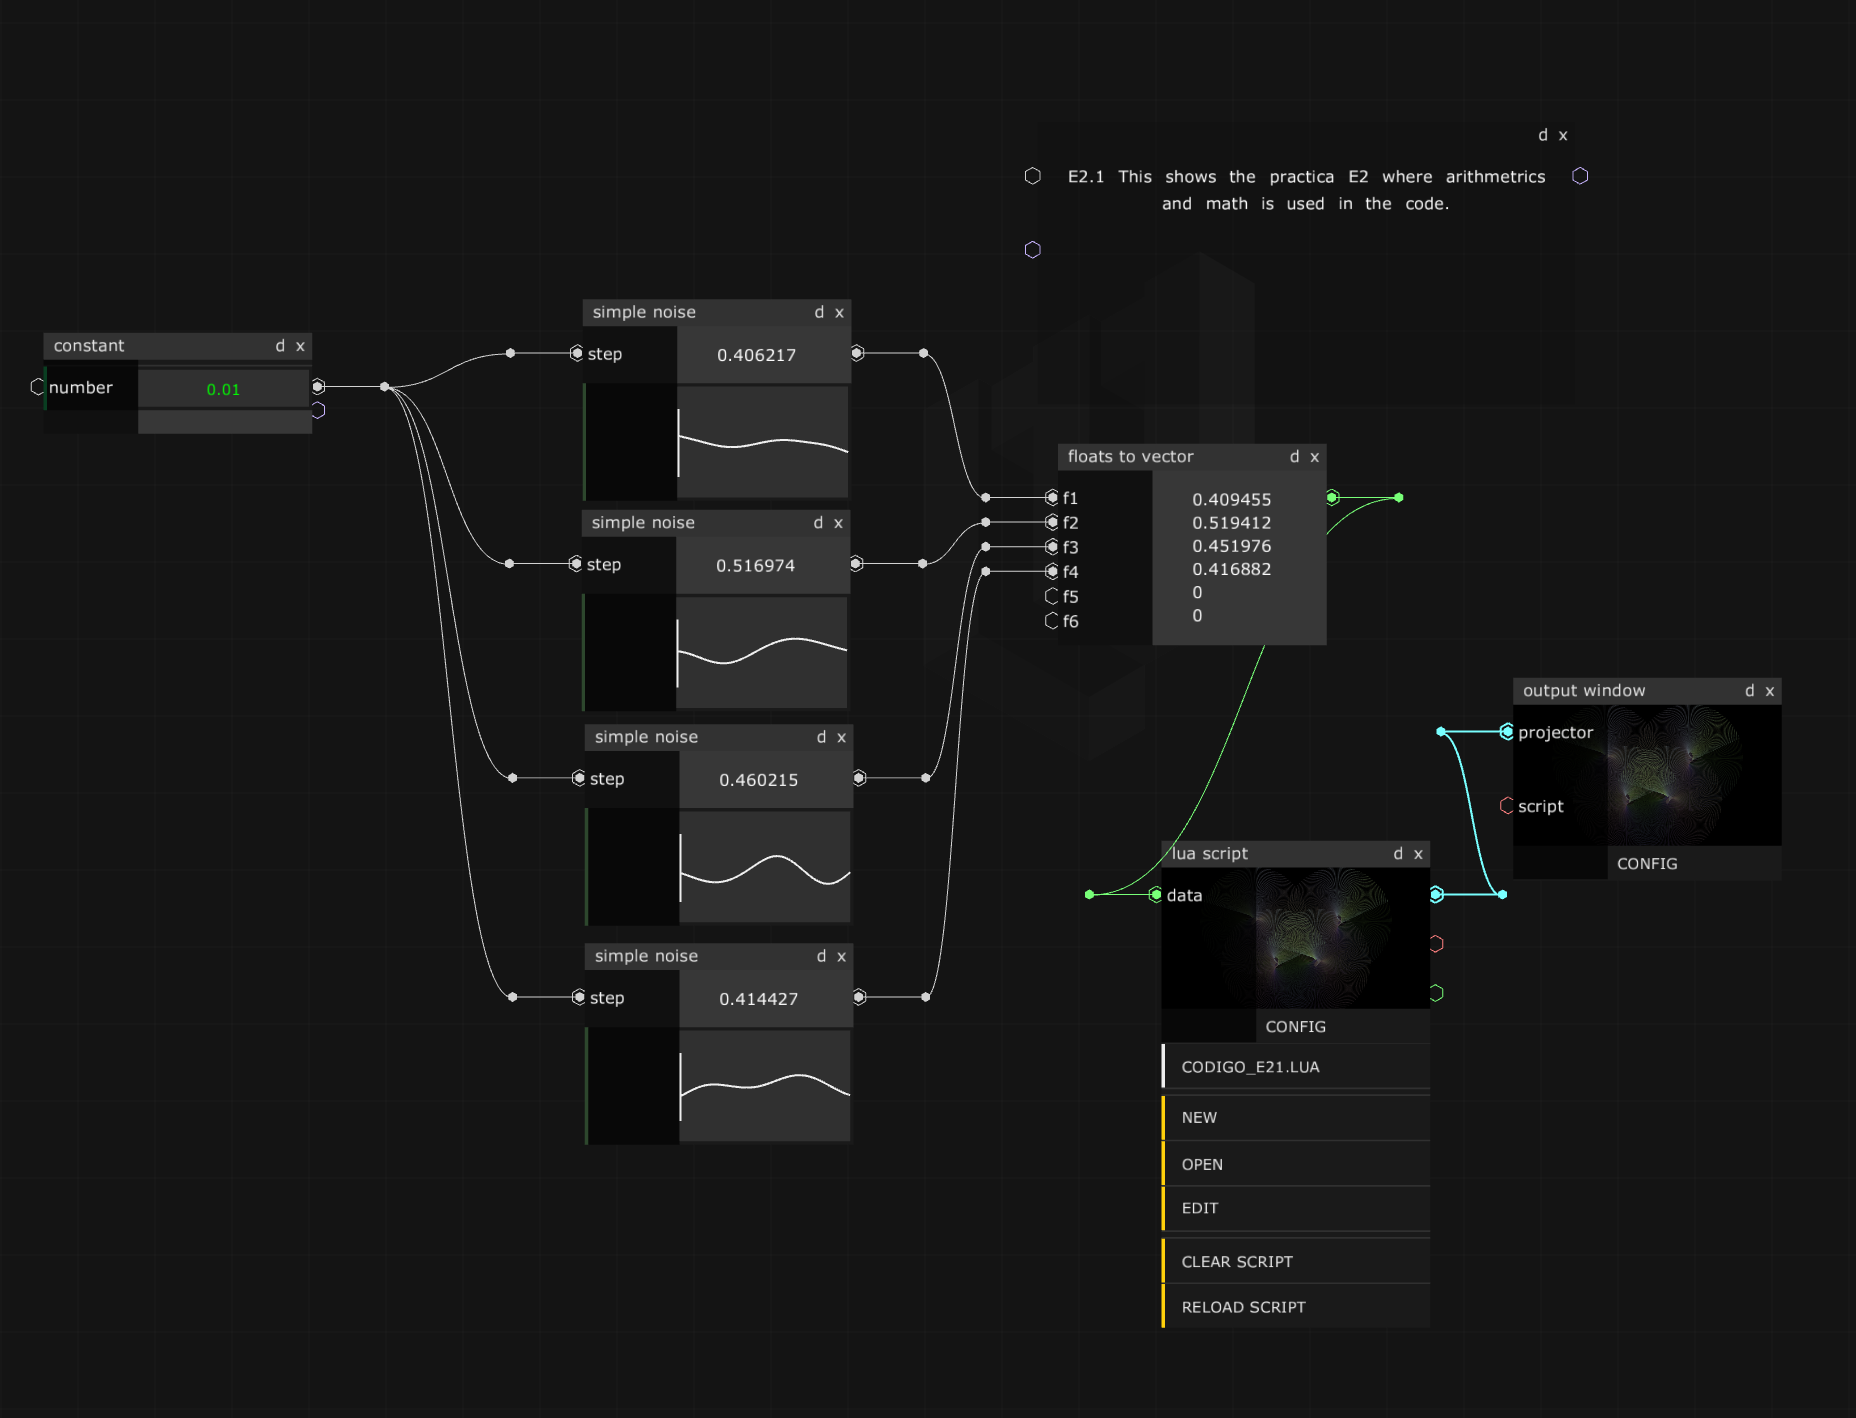 d x
E2.1 This shows the practica E2 where arithmetrics
and math is used in the code.
constant d x
number 0.01
simple noise d x
step 0.406217
simple noise d x
step 0.516974
simple noise d x
step 0.460215
simple noise d x
step 0.414427
floats to vector d x
f1 0.409455
f2 0.519412
f3 0.451976
f4 0.416882
f5 0
f6 0
output window d x
projector
script
CONFIG
lua script d x
data
CONFIG
CODIGO_E21.LUA
NEW
OPEN
EDIT
CLEAR SCRIPT
RELOAD SCRIPT